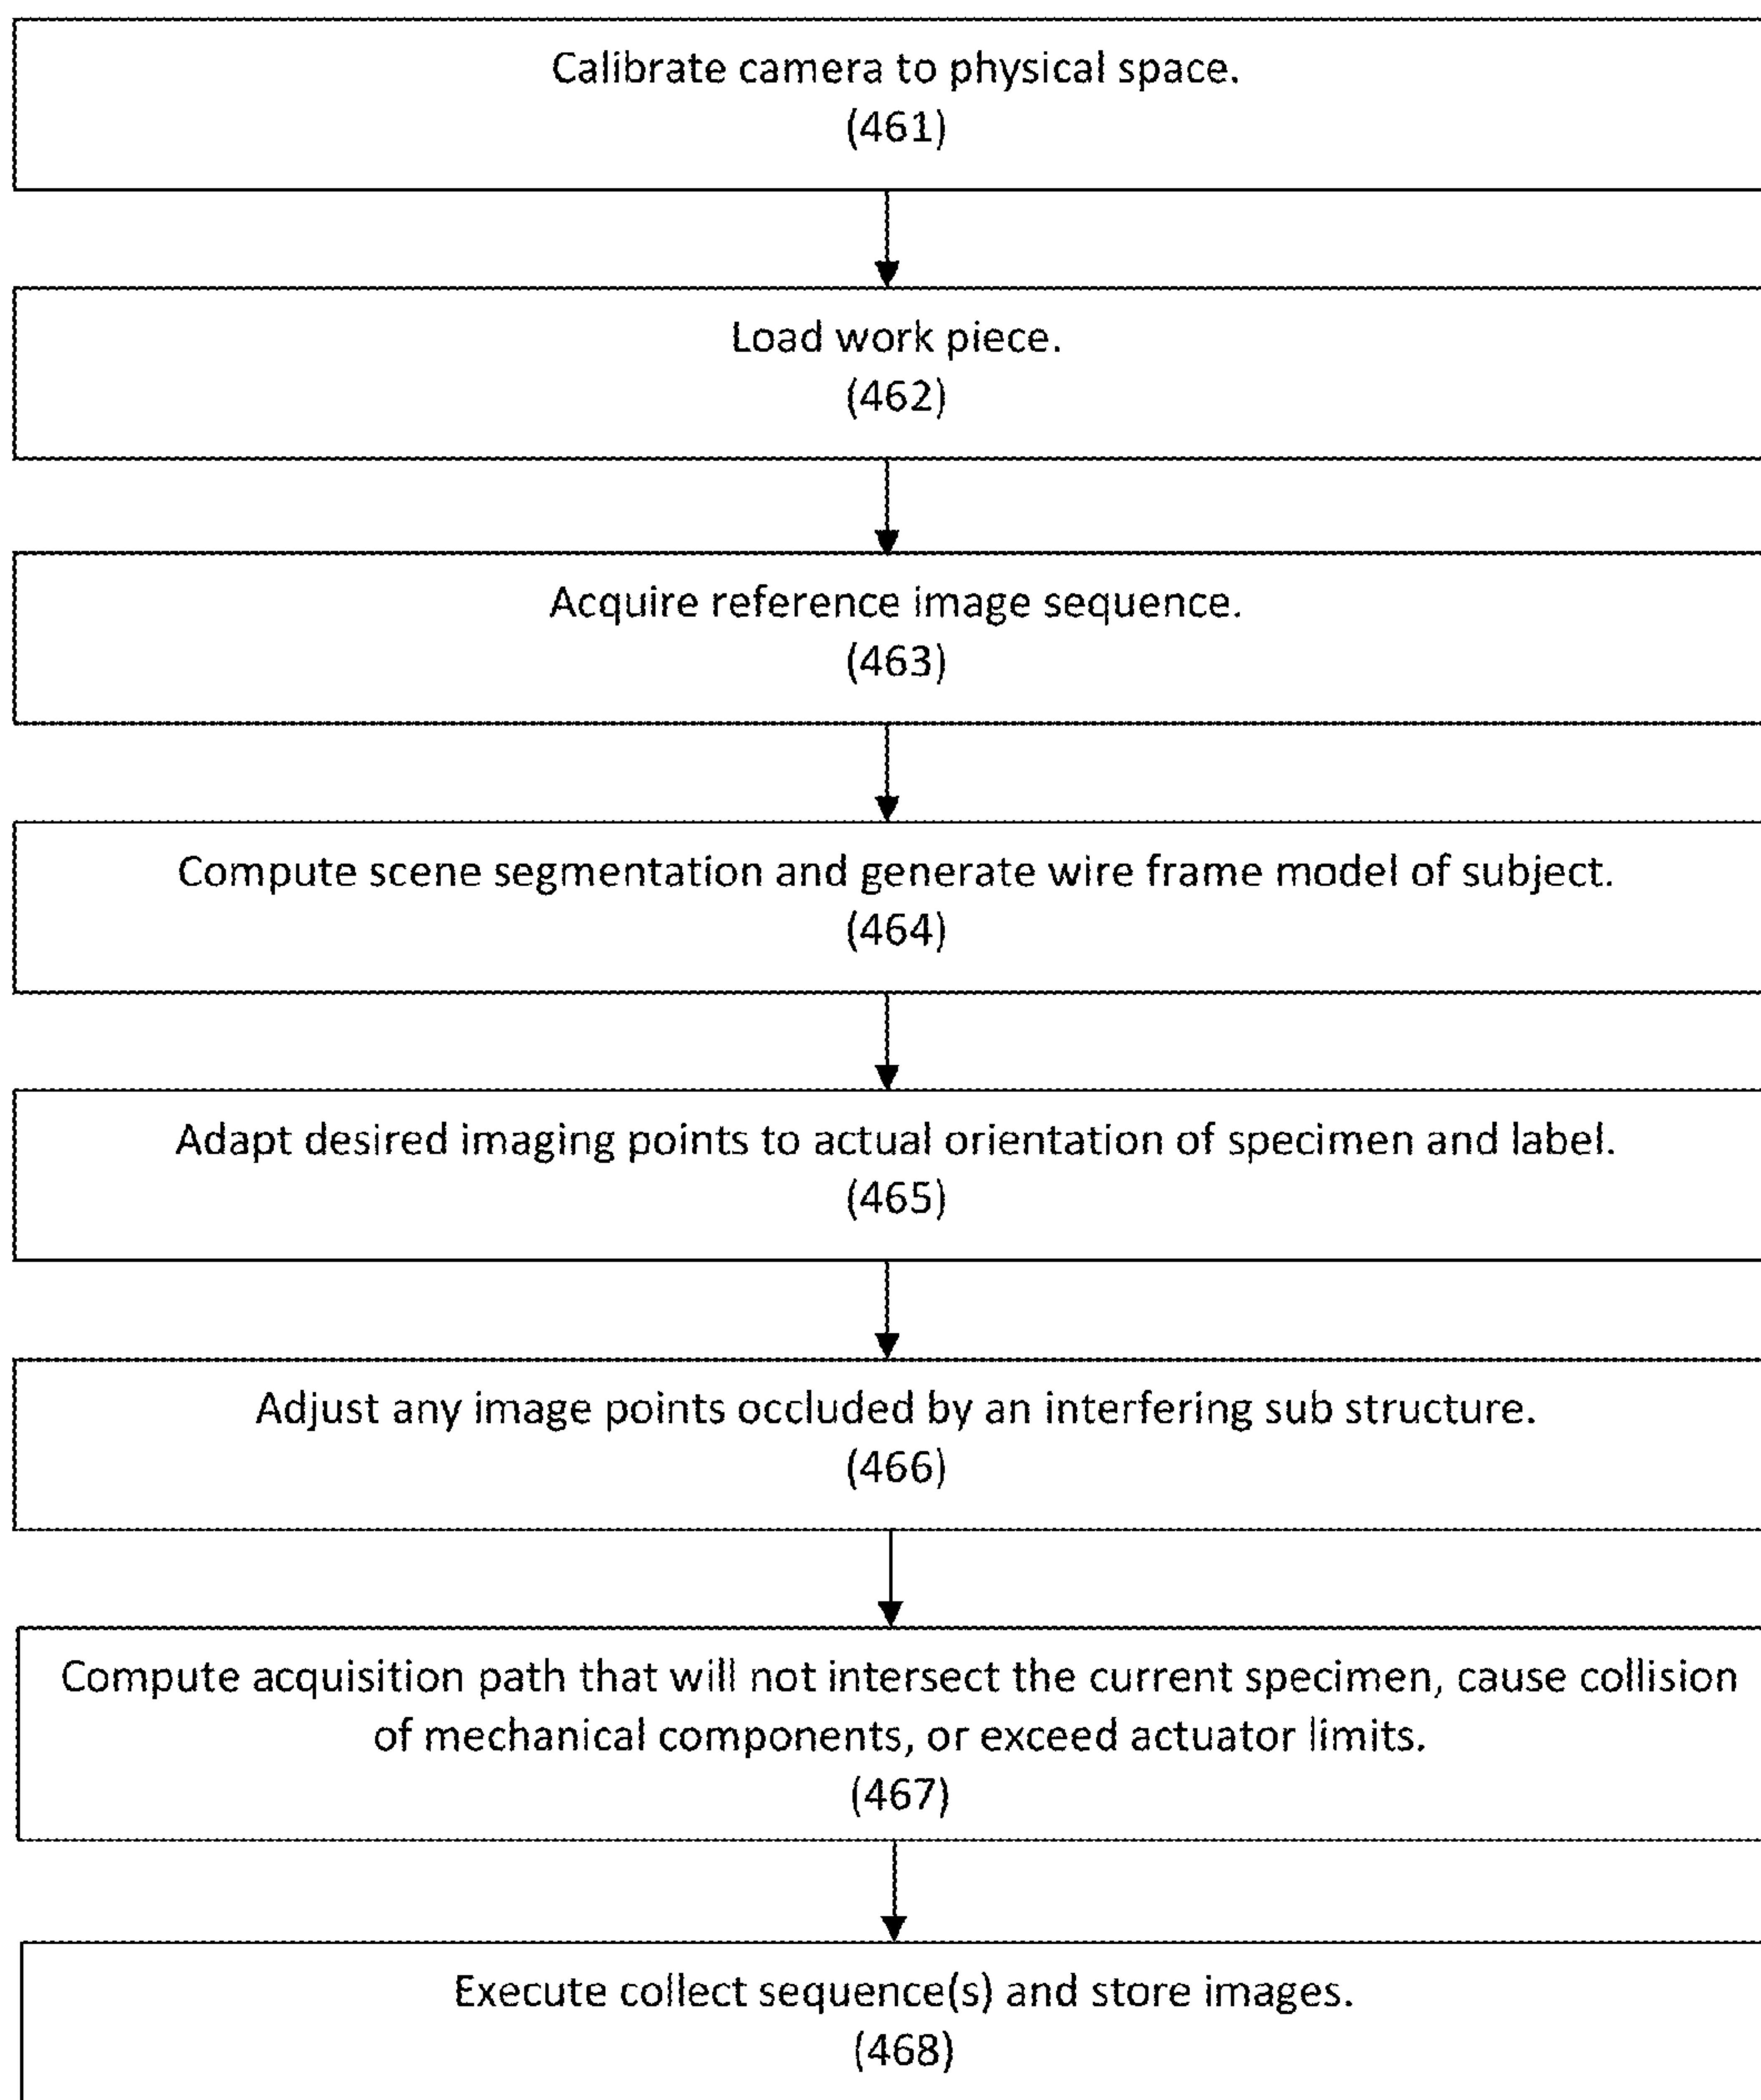 Calibrate camera to physical space.
(461)
Load work piece.
(462)
Acquire reference image sequence.
(463)
Compute scene segmentation and generate wire frame model of subject.
(464)
Adapt desired imaging points to actual orientation of specimen and label.
(465)
Adjust any image points occluded by an interfering sub structure.
(466)
Compute acquisition path that will not intersect the current specimen, cause collision
of mechanical components, or exceed actuator limits.
(467)
Execute collect sequence(s) and store images.
(468)